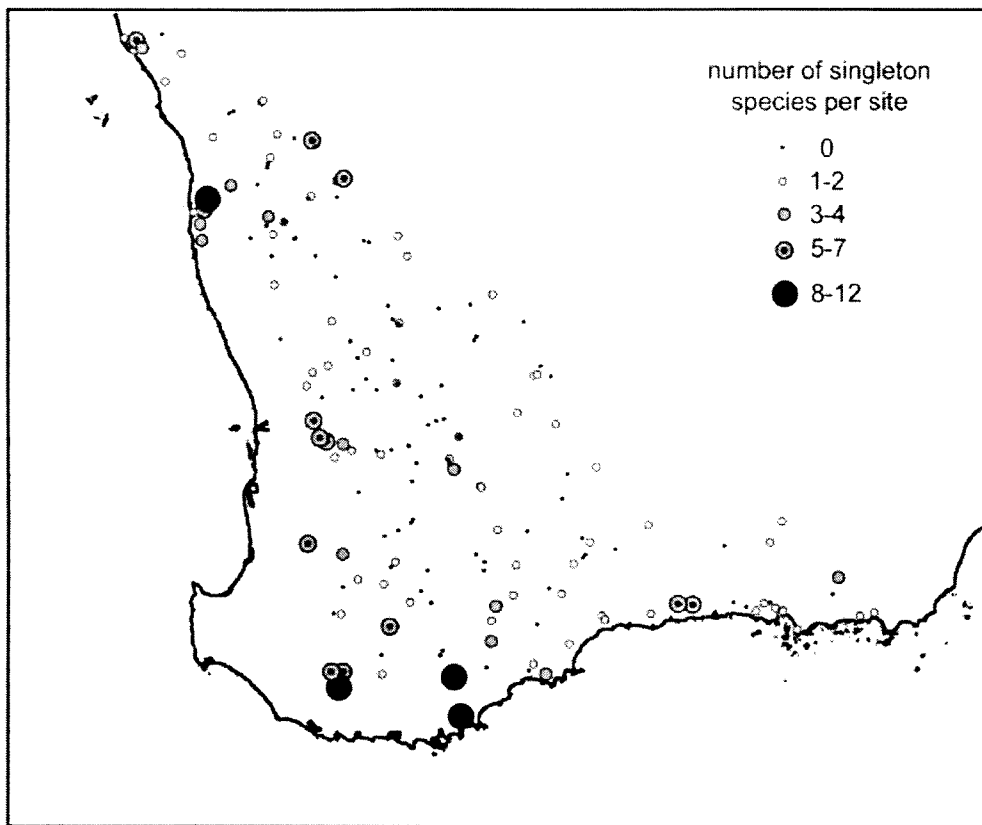 number of singleton
species per site
0
1-2
3-4
5-7
8-12